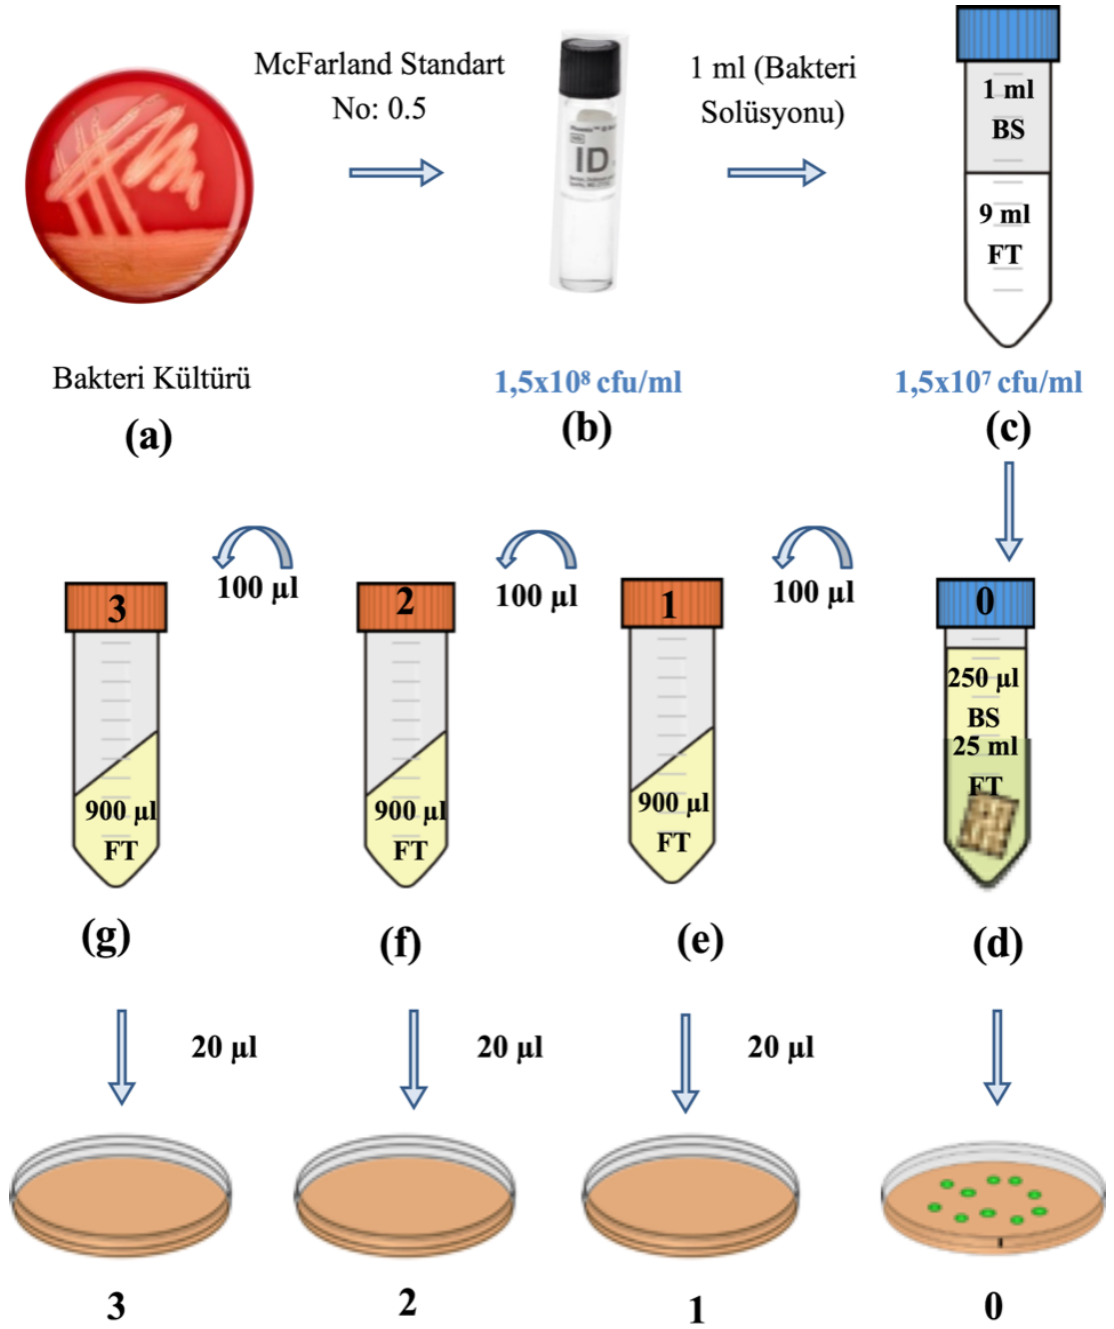 McFarland Standart
No: 0.5
1 ml (Bakteri
Solüsyonu)
ID
1 ml
BS
9 ml
FT
Bakteri Kültürü
1,5x10⁸ cfu/ml
1,5x10⁷ cfu/ml
(a)
(b)
(c)
100 µl
100 µl
100 µl
3
2
1
0
900 µl
FT
900 µl
FT
900 µl
FT
250 µl
BS
25 ml
FT
(g)
(f)
(e)
(d)
20 µl
20 µl
20 µl
3
2
1
0